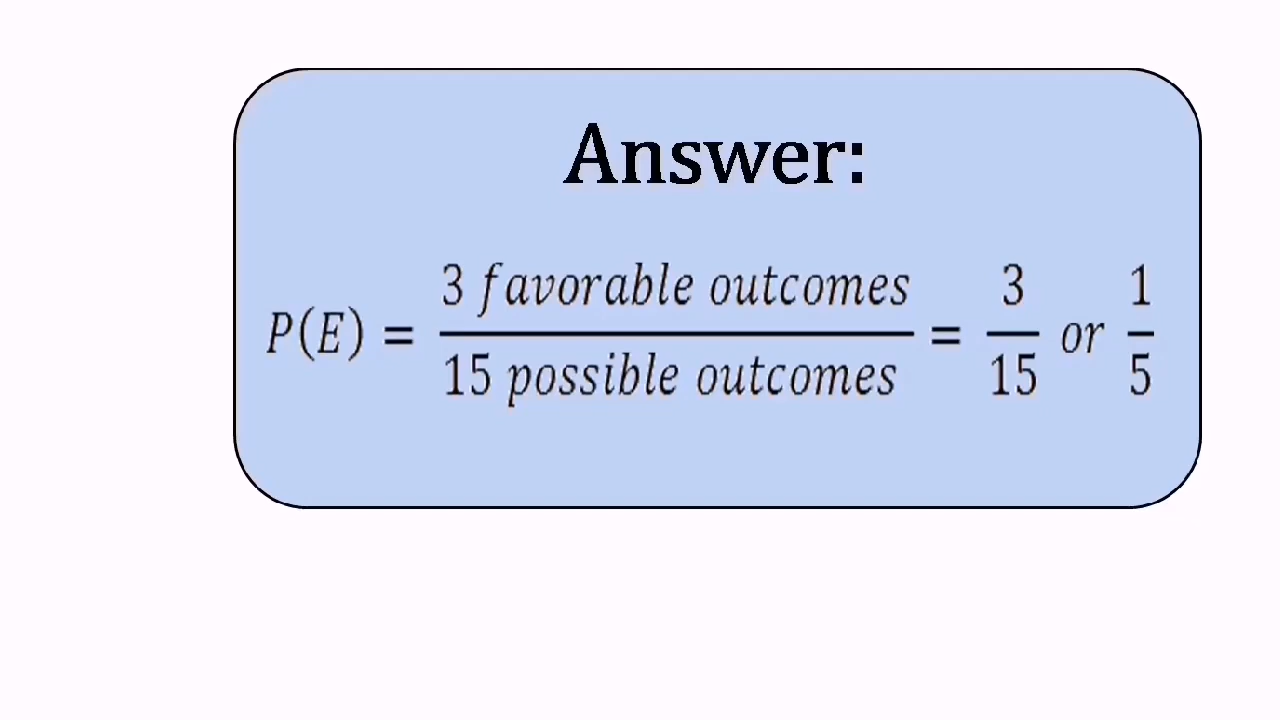 Answer:
P(E) = 3 favorable outcomes / 15 possible outcomes = 3/15 or 1/5